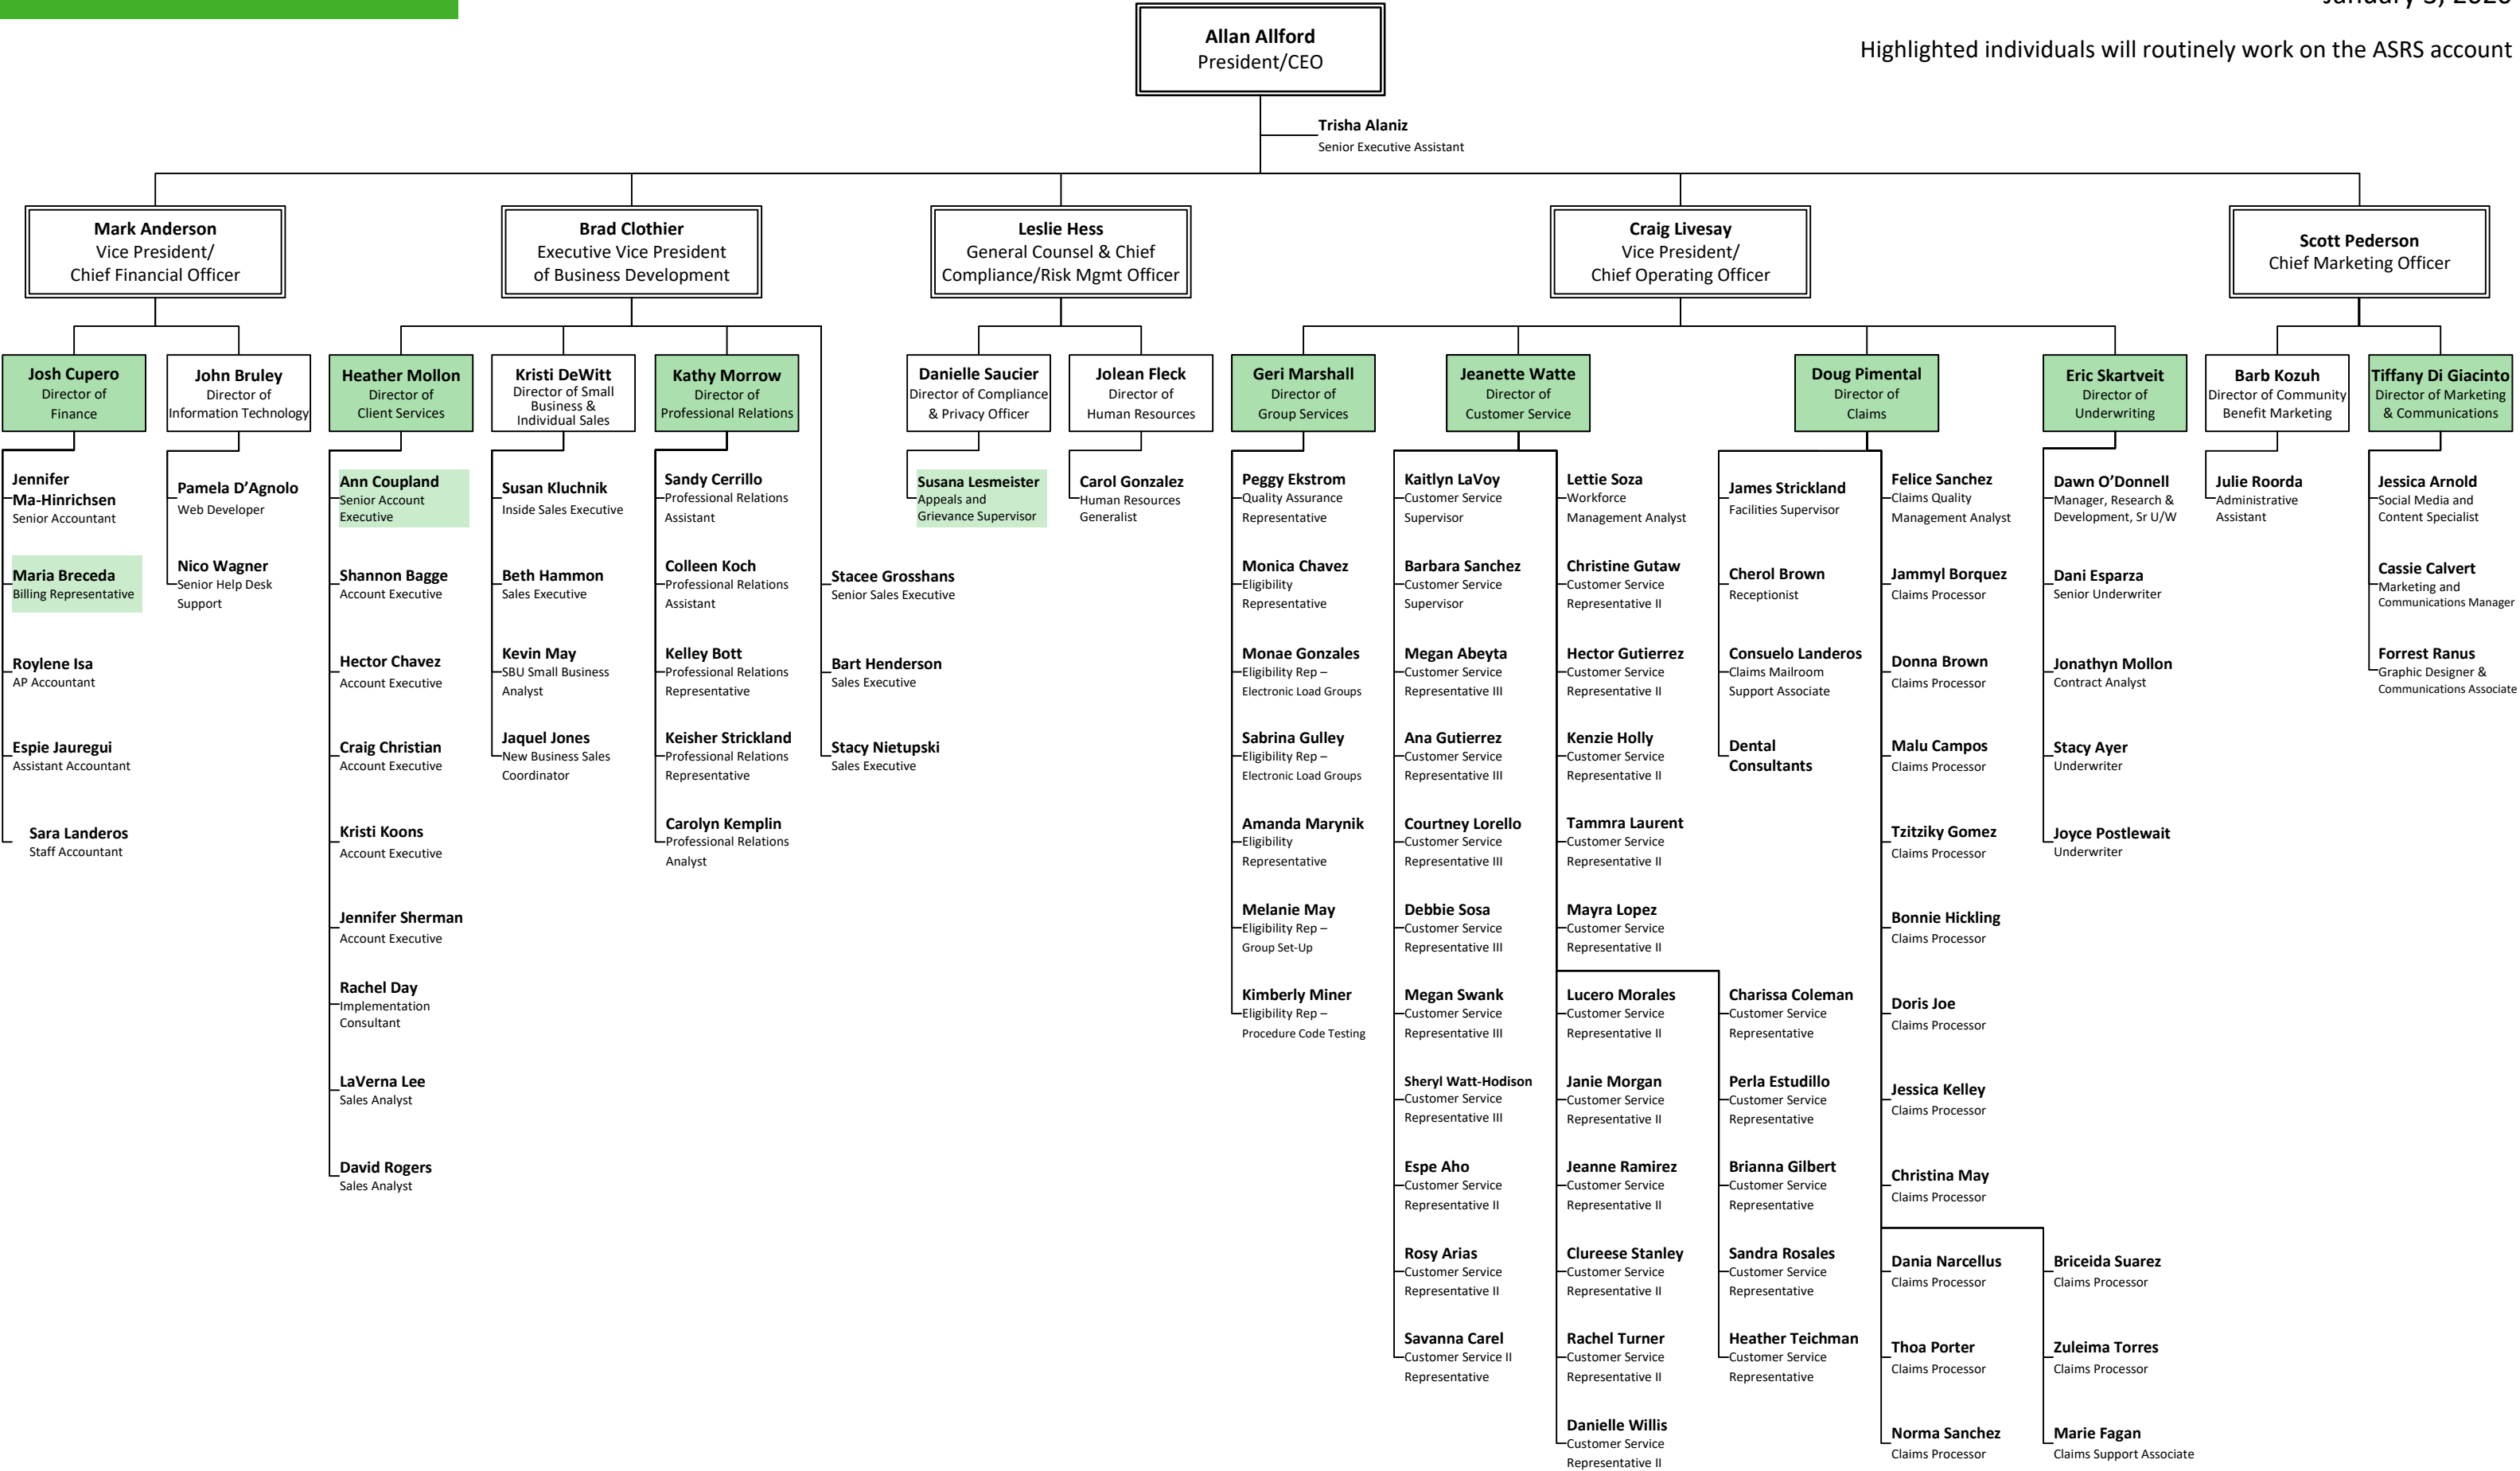 Allan Allford
President/CEO
Highlighted individuals will routinely work on the ASRS account
Trisha Alaniz
Senior Executive Assistant
Mark Anderson
Vice President/
Chief Financial Officer
Brad Clothier
Executive Vice President
of Business Development
Leslie Hess
General Counsel & Chief
Compliance/Risk Mgmt Officer
Craig Livesay
Vice President/
Chief Operating Officer
Scott Pederson
Chief Marketing Officer
Josh Cupero
Director of
Finance
John Bruley
Director of
Information Technology
Heather Mollon
Director of
Client Services
Kristi DeWitt
Director of Small
Business &
Individual Sales
Kathy Morrow
Director of
Professional Relations
Danielle Saucier
Director of Compliance
& Privacy Officer
Jolean Fleck
Director of
Human Resources
Geri Marshall
Director of
Group Services
Jeanette Watte
Director of
Customer Service
Doug Pimental
Director of
Claims
Eric Skartveit
Director of
Underwriting
Barb Kozuh
Director of Community
Benefit Marketing
Tiffany Di Giacinto
Director of Marketing
& Communications
Jennifer
Ma-Hinrichsen
Senior Accountant
Maria Breceda
Billing Representative
Roylene Isa
AP Accountant
Espie Jauregui
Assistant Accountant
Sara Landeros
Staff Accountant
Pamela D’Agnolo
Web Developer
Nico Wagner
Senior Help Desk
Support
Ann Coupland
Senior Account
Executive
Shannon Bagge
Account Executive
Hector Chavez
Account Executive
Craig Christian
Account Executive
Kristi Koons
Account Executive
Jennifer Sherman
Account Executive
Rachel Day
Implementation
Consultant
LaVerna Lee
Sales Analyst
David Rogers
Sales Analyst
Susan Kluchnik
Inside Sales Executive
Beth Hammon
Sales Executive
Kevin May
SBU Small Business
Analyst
Jaquel Jones
New Business Sales
Coordinator
Sandy Cerrillo
Professional Relations
Assistant
Colleen Koch
Professional Relations
Assistant
Kelley Bott
Professional Relations
Representative
Keisher Strickland
Professional Relations
Representative
Carolyn Kemplin
Professional Relations
Analyst
Stacee Grosshans
Senior Sales Executive
Bart Henderson
Sales Executive
Stacy Nietupski
Sales Executive
Susana Lesmeister
Appeals and
Grievance Supervisor
Carol Gonzalez
Human Resources
Generalist
Peggy Ekstrom
Quality Assurance
Representative
Monica Chavez
Eligibility
Representative
Monae Gonzales
Eligibility Rep –
Electronic Load Groups
Sabrina Gulley
Eligibility Rep –
Electronic Load Groups
Amanda Marynik
Eligibility
Representative
Melanie May
Eligibility Rep –
Group Set-Up
Kimberly Miner
Eligibility Rep –
Procedure Code Testing
Kaitlyn LaVoy
Customer Service
Supervisor
Barbara Sanchez
Customer Service
Supervisor
Megan Abeyta
Customer Service
Representative III
Ana Gutierrez
Customer Service
Representative III
Courtney Lorello
Customer Service
Representative III
Debbie Sosa
Customer Service
Representative III
Megan Swank
Customer Service
Representative III
Sheryl Watt-Hodison
Customer Service
Representative III
Espe Aho
Customer Service
Representative II
Rosy Arias
Customer Service
Representative II
Savanna Carel
Customer Service II
Representative
Lettie Soza
Workforce
Management Analyst
Christine Gutaw
Customer Service
Representative II
Hector Gutierrez
Customer Service
Representative II
Kenzie Holly
Customer Service
Representative II
Tammra Laurent
Customer Service
Representative II
Mayra Lopez
Customer Service
Representative II
Lucero Morales
Customer Service
Representative II
Janie Morgan
Customer Service
Representative II
Jeanne Ramirez
Customer Service
Representative II
Clureese Stanley
Customer Service
Representative II
Rachel Turner
Customer Service
Representative II
Danielle Willis
Customer Service
Representative II
Charissa Coleman
Customer Service
Representative
Perla Estudillo
Customer Service
Representative
Brianna Gilbert
Customer Service
Representative
Sandra Rosales
Customer Service
Representative
Heather Teichman
Customer Service
Representative
James Strickland
Facilities Supervisor
Cherol Brown
Receptionist
Consuelo Landeros
Claims Mailroom
Support Associate
Dental
Consultants
Felice Sanchez
Claims Quality
Management Analyst
Jammyl Borquez
Claims Processor
Donna Brown
Claims Processor
Malu Campos
Claims Processor
Tzitziky Gomez
Claims Processor
Bonnie Hickling
Claims Processor
Doris Joe
Claims Processor
Jessica Kelley
Claims Processor
Christina May
Claims Processor
Dania Narcellus
Claims Processor
Thoa Porter
Claims Processor
Norma Sanchez
Claims Processor
Briceida Suarez
Claims Processor
Zuleima Torres
Claims Processor
Marie Fagan
Claims Support Associate
Dawn O’Donnell
Manager, Research &
Development, Sr U/W
Dani Esparza
Senior Underwriter
Jonathyn Mollon
Contract Analyst
Stacy Ayer
Underwriter
Joyce Postlewait
Underwriter
Julie Roorda
Administrative
Assistant
Jessica Arnold
Social Media and
Content Specialist
Cassie Calvert
Marketing and
Communications Manager
Forrest Ranus
Graphic Designer &
Communications Associate